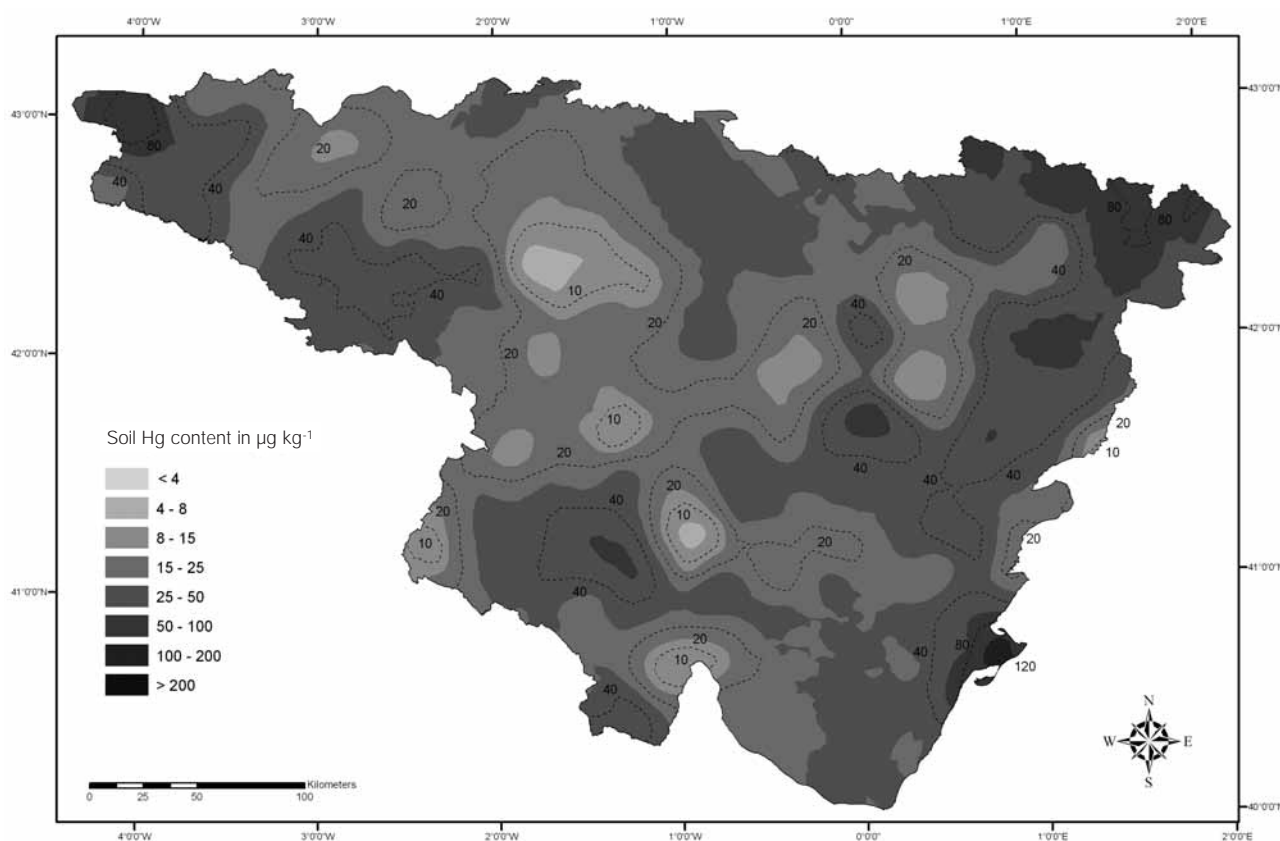 4°0'0"W 3°0'0"W 2°0'0"W 1°0'0"W 0°0'0" 1°0'0"E 2°0'0"E
43°0'0"N 43°0'0"N
80
20
40 40
20 80 80
40 20 40
40 10 40
20 20
20
42°0'0"N 42°0'0"N
10 20
Soil Hg content in µg kg-1
20 40 10
< 4
4 - 8
8 - 15
15 - 25
25 - 50
50 - 100
100 - 200
> 200
20 40 20 40 40
10 10 20 20
41°0'0"N 41°0'0"N
40 40
20 40 80
10 120
40
N
W E
S
Kilometers
0 25 50 100
40°0'0"N
4°0'0"W 3°0'0"W 2°0'0"W 1°0'0"W 0°0'0" 1°0'0"E 2°0'0"E